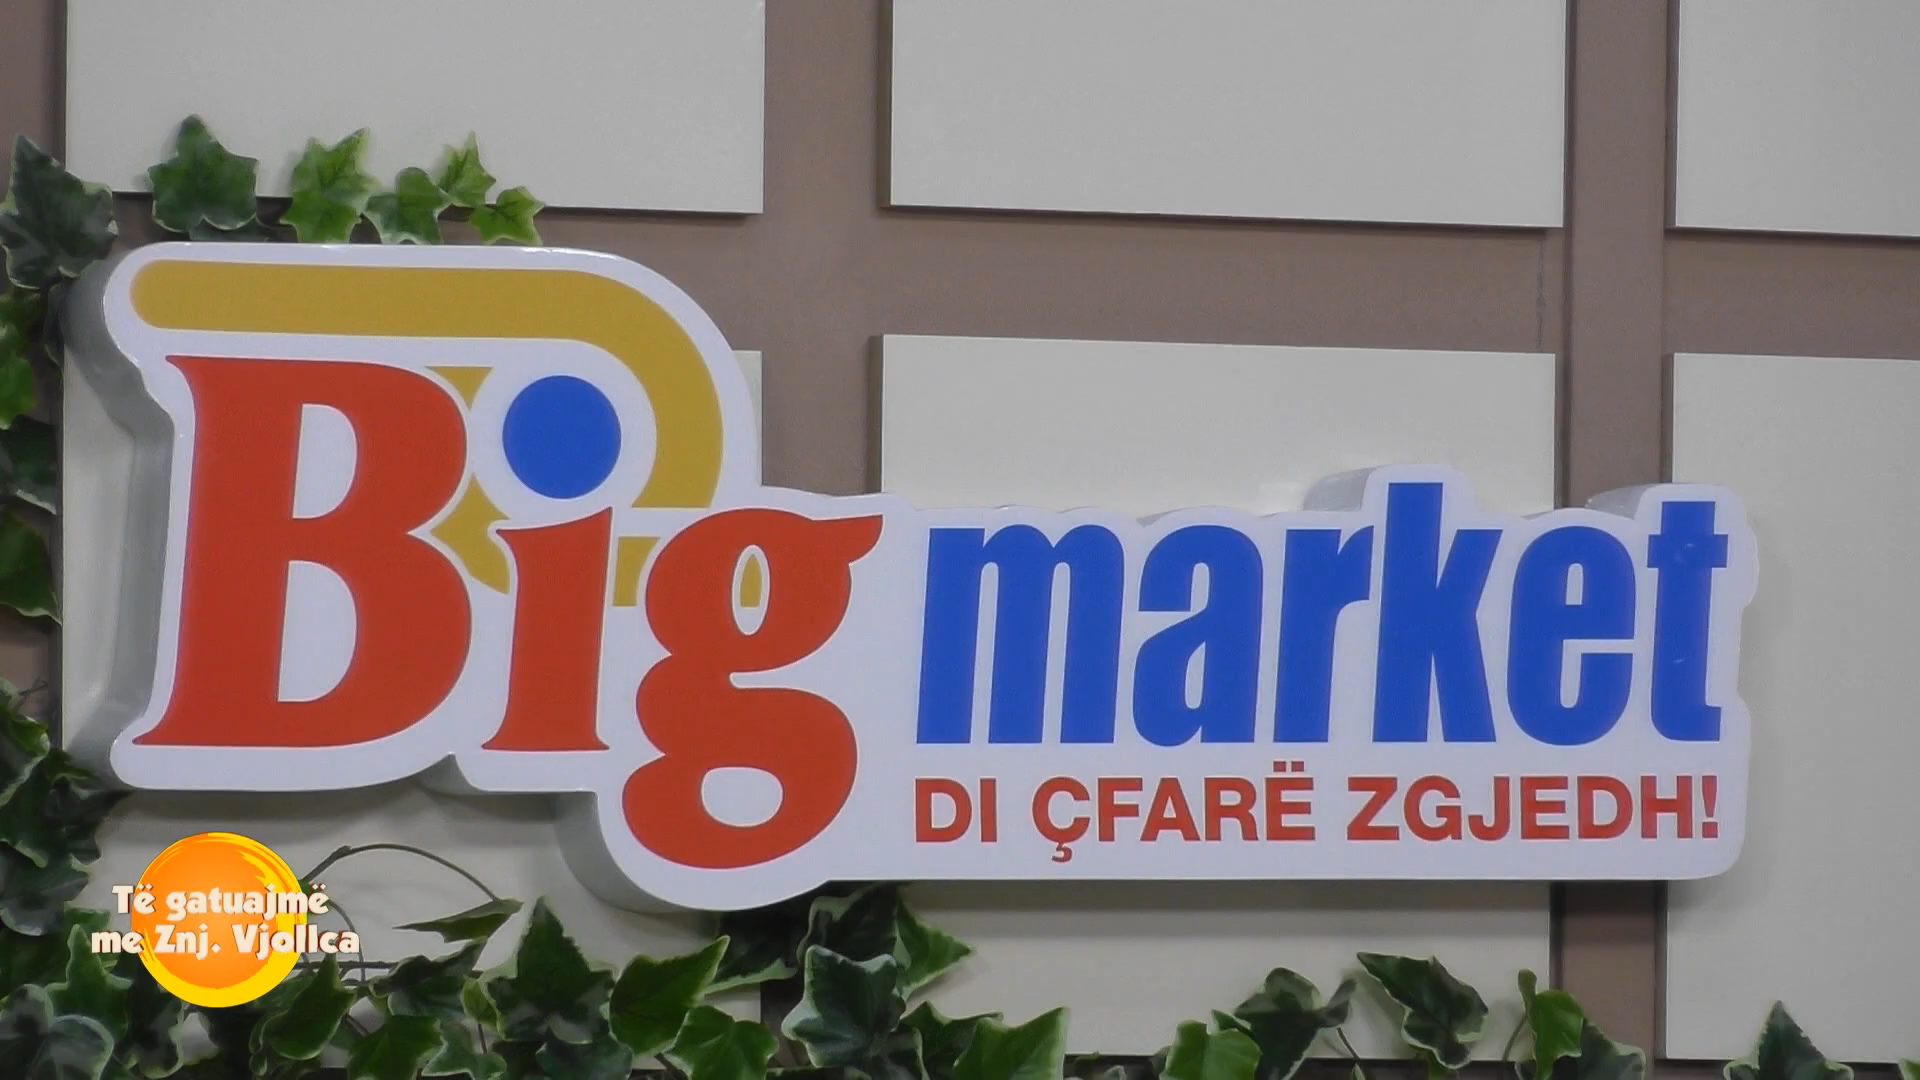 Big market
DI ÇFARË ZGJEDH!
Të gatuajmë
me Znj. Vjollca